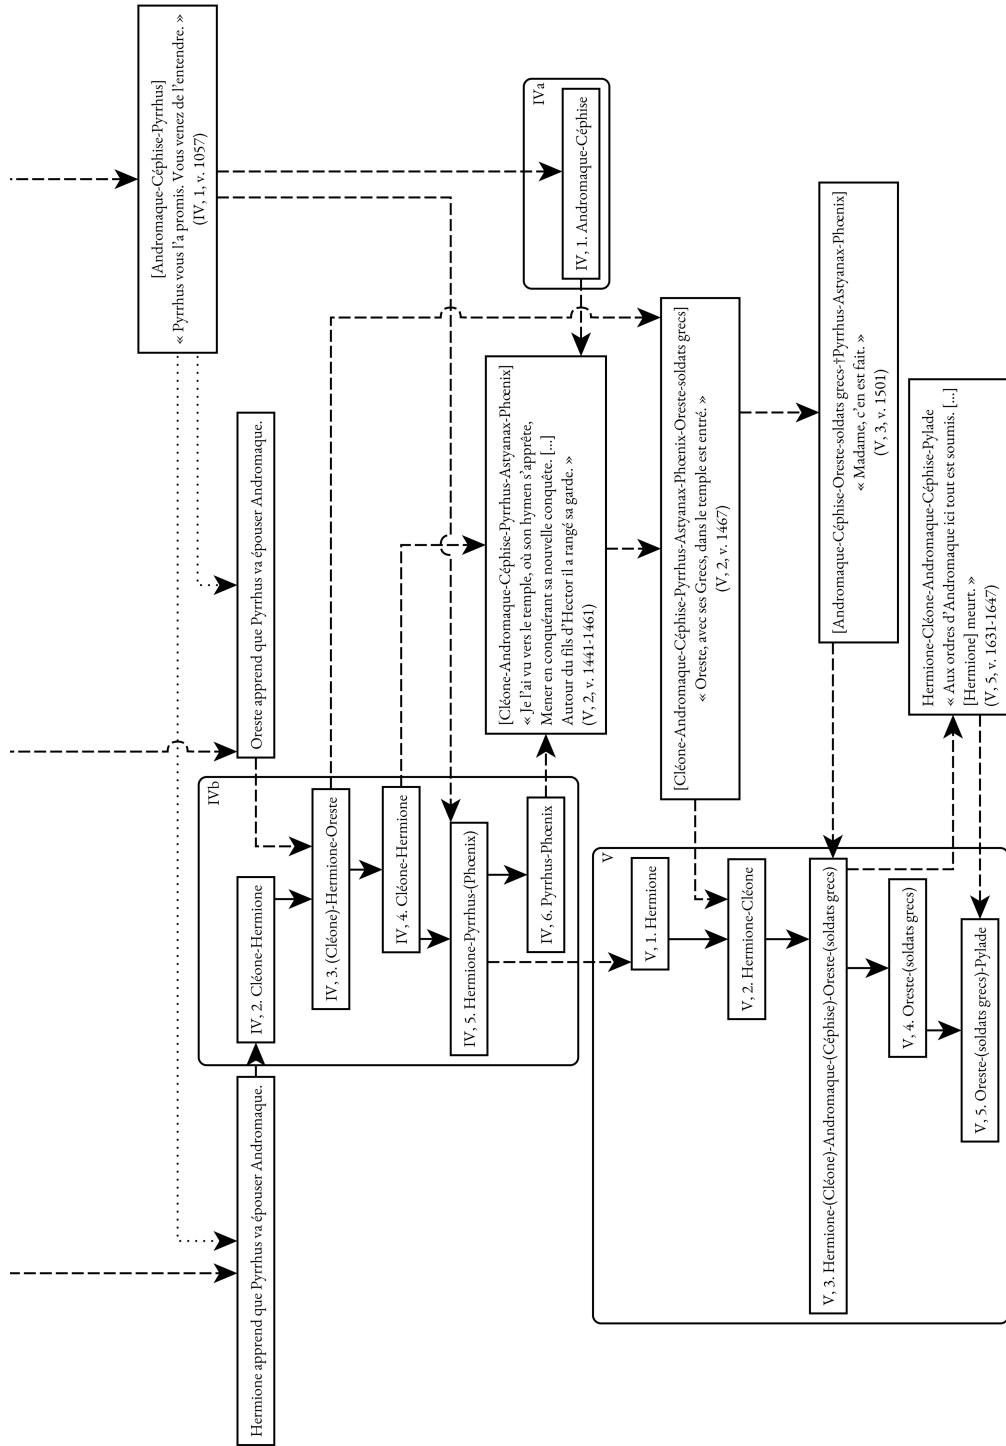 [Andromaque-Céphise-Pyrrhus]
« Pyrrhus vous l'a promis. Vous venez de l'entendre. »
(IV, 1, v. 1057)
Hermione apprend que Pyrrhus va épouser Andromaque.
Oreste apprend que Pyrrhus va épouser Andromaque.
IVb
IV, 2. Cléone-Hermione
IV, 3. (Cléone)-Hermione-Oreste
IV, 4. Cléone-Hermione
IV, 5. Hermione-Pyrrhus-(Phœnix)
IV, 6. Pyrrhus-Phœnix
IVa
IV, 1. Andromaque-Céphise
[Cléone-Andromaque-Céphise-Pyrrhus-Astyanax-Phœnix]
« Je l'ai vu vers le temple, où son hymen s'apprête,
Mener en conquérant sa nouvelle conquête. [...]
Autour du fils d'Hector il a rangé sa garde. »
(V, 2, v. 1441-1461)
[Cléone-Andromaque-Céphise-Pyrrhus-Astyanax-Phœnix-Oreste-soldats grecs]
« Oreste, avec ses Grecs, dans le temple est entré. »
(V, 2, v. 1467)
V
V, 1. Hermione
V, 2. Hermione-Cléone
V, 3. Hermione-(Cléone)-Andromaque-(Céphise)-Oreste-(soldats grecs)
V, 4. Oreste-(soldats grecs)
V, 5. Oreste-(soldats grecs)-Pylade
[Andromaque-Céphise-Oreste-soldats grecs-†Pyrrhus-Astyanax-Phœnix]
« Madame, c'en est fait. »
(V, 3, v. 1501)
Hermione-Cléone-Andromaque-Céphise-Pylade
« Aux ordres d'Andromaque ici tout est soumis. [...]
[Hermione] meurt. »
(V, 5, v. 1631-1647)